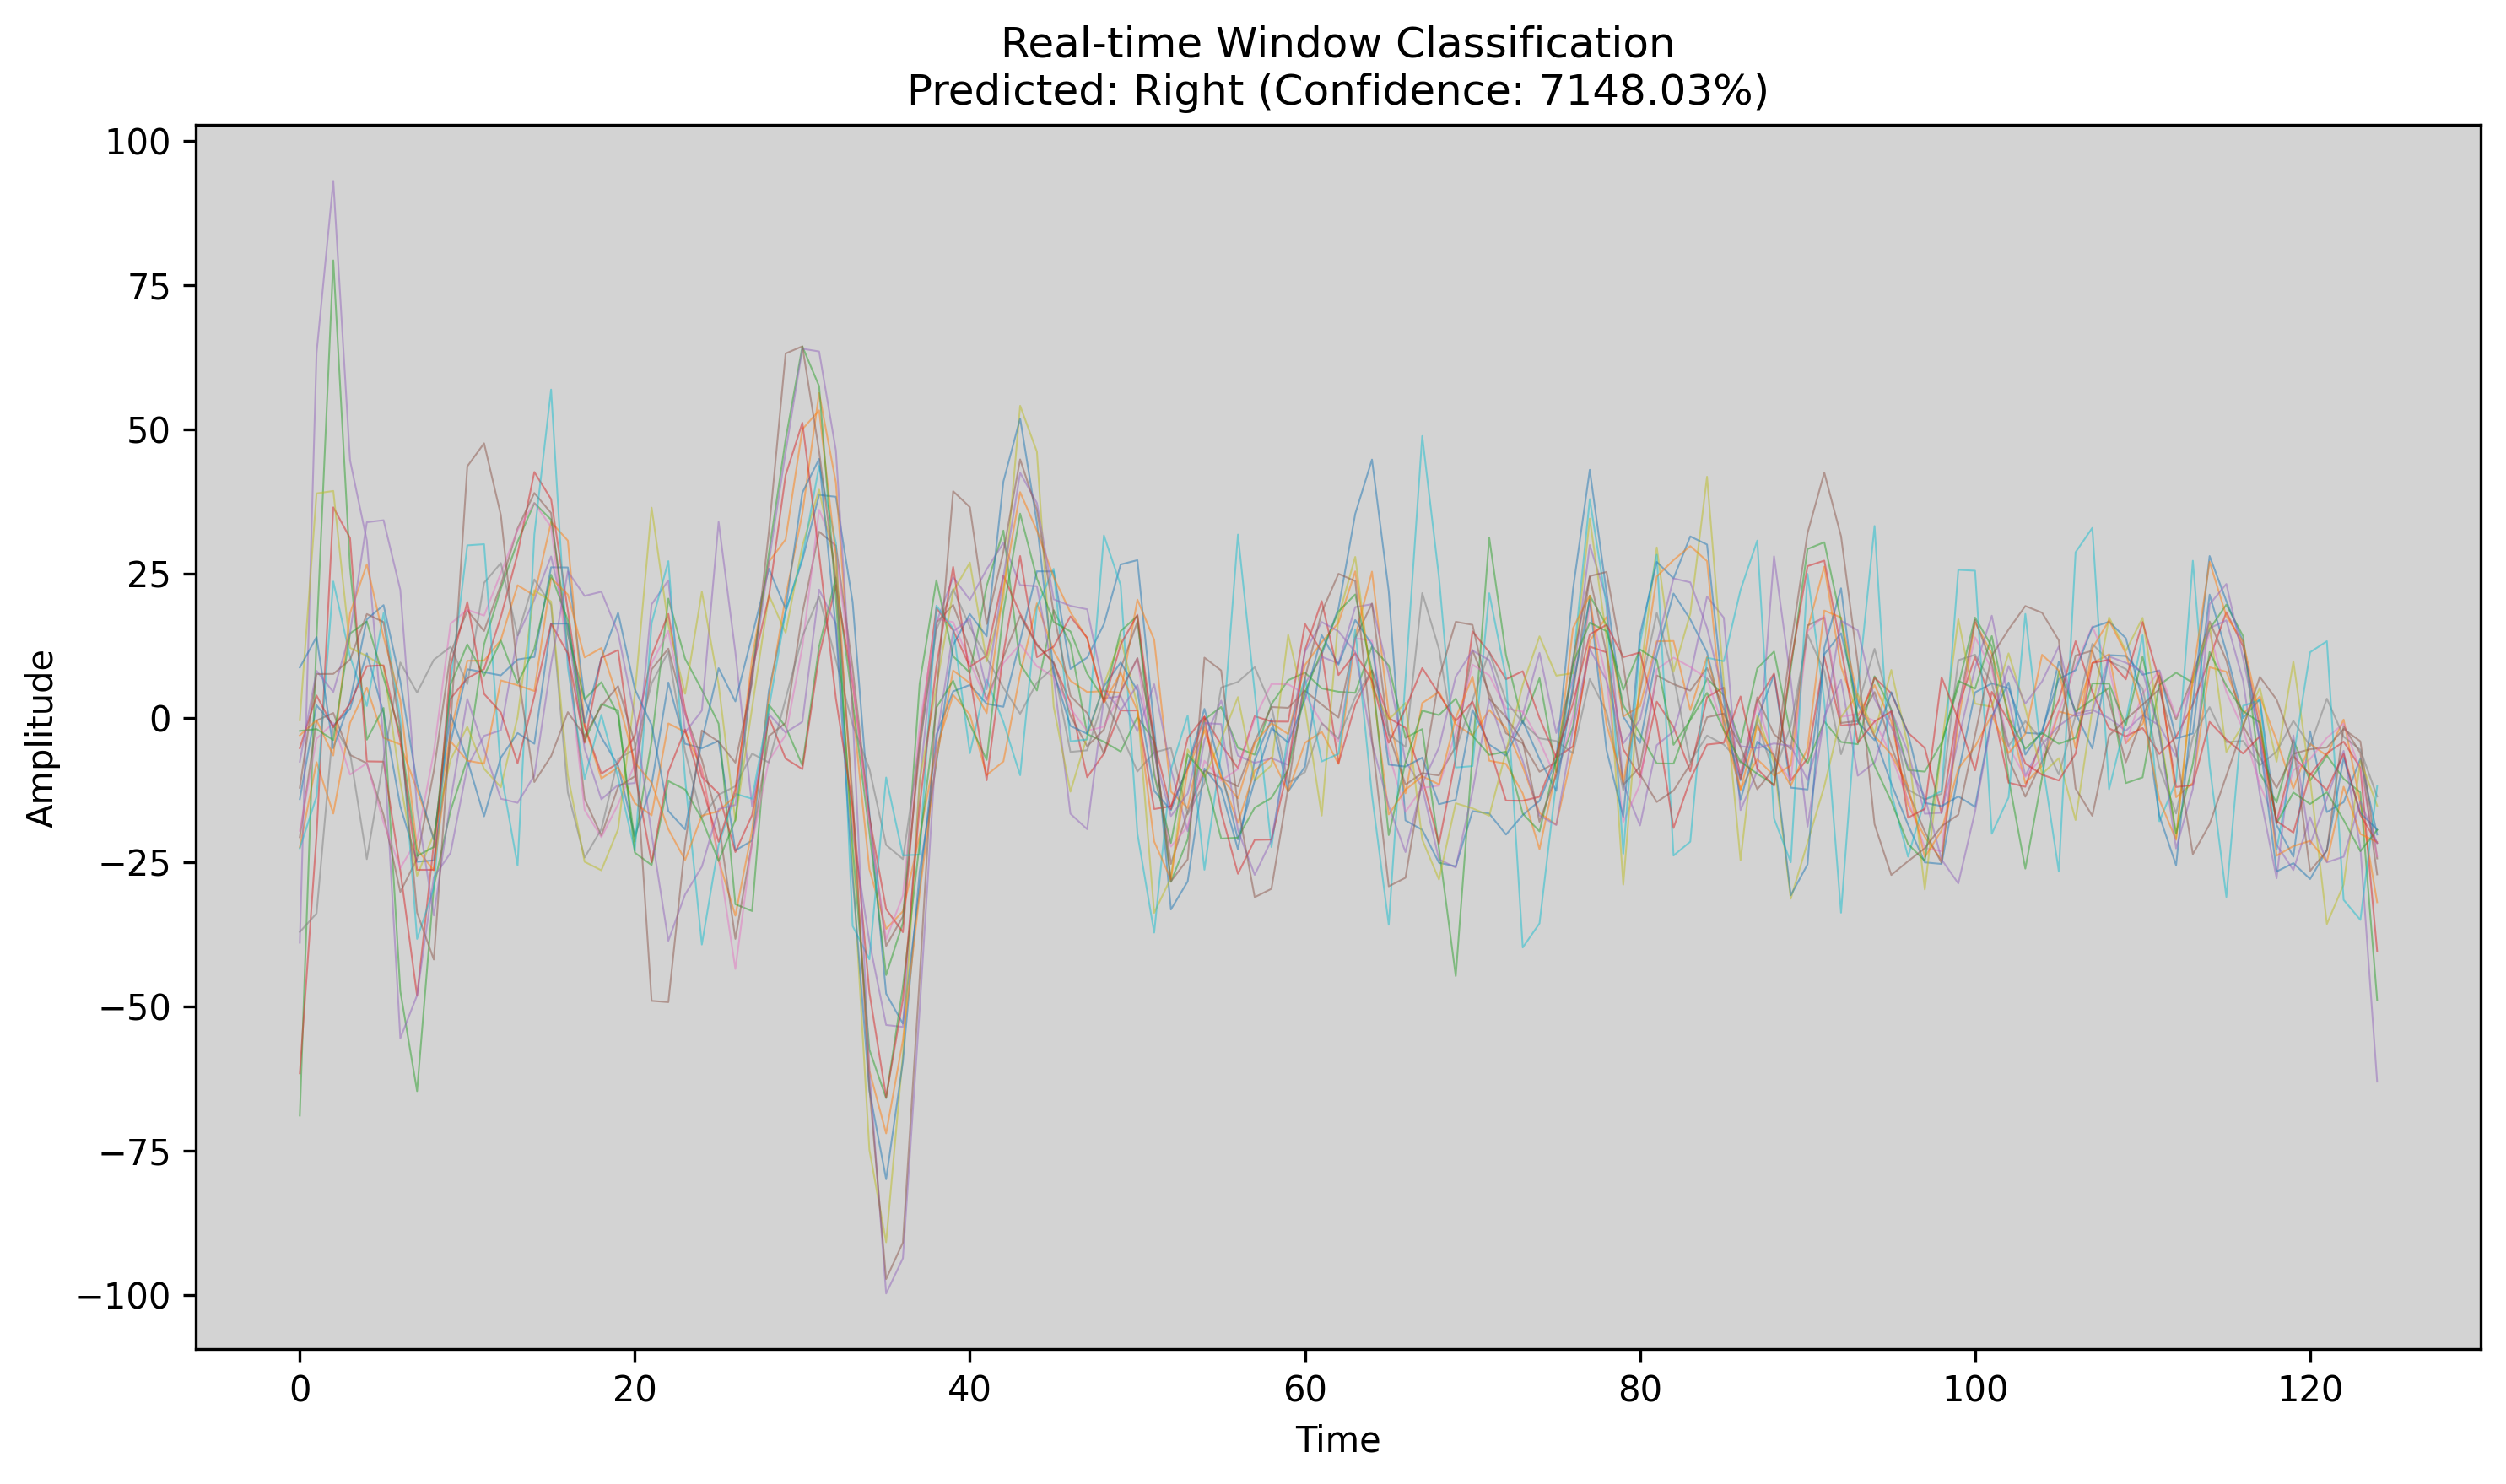 Real-time Window Classification
Predicted: Right (Confidence: 7148.03%)
100
75
50
25
0
−25
−50
−75
−100
Amplitude
0 20 40 60 80 100 120
Time